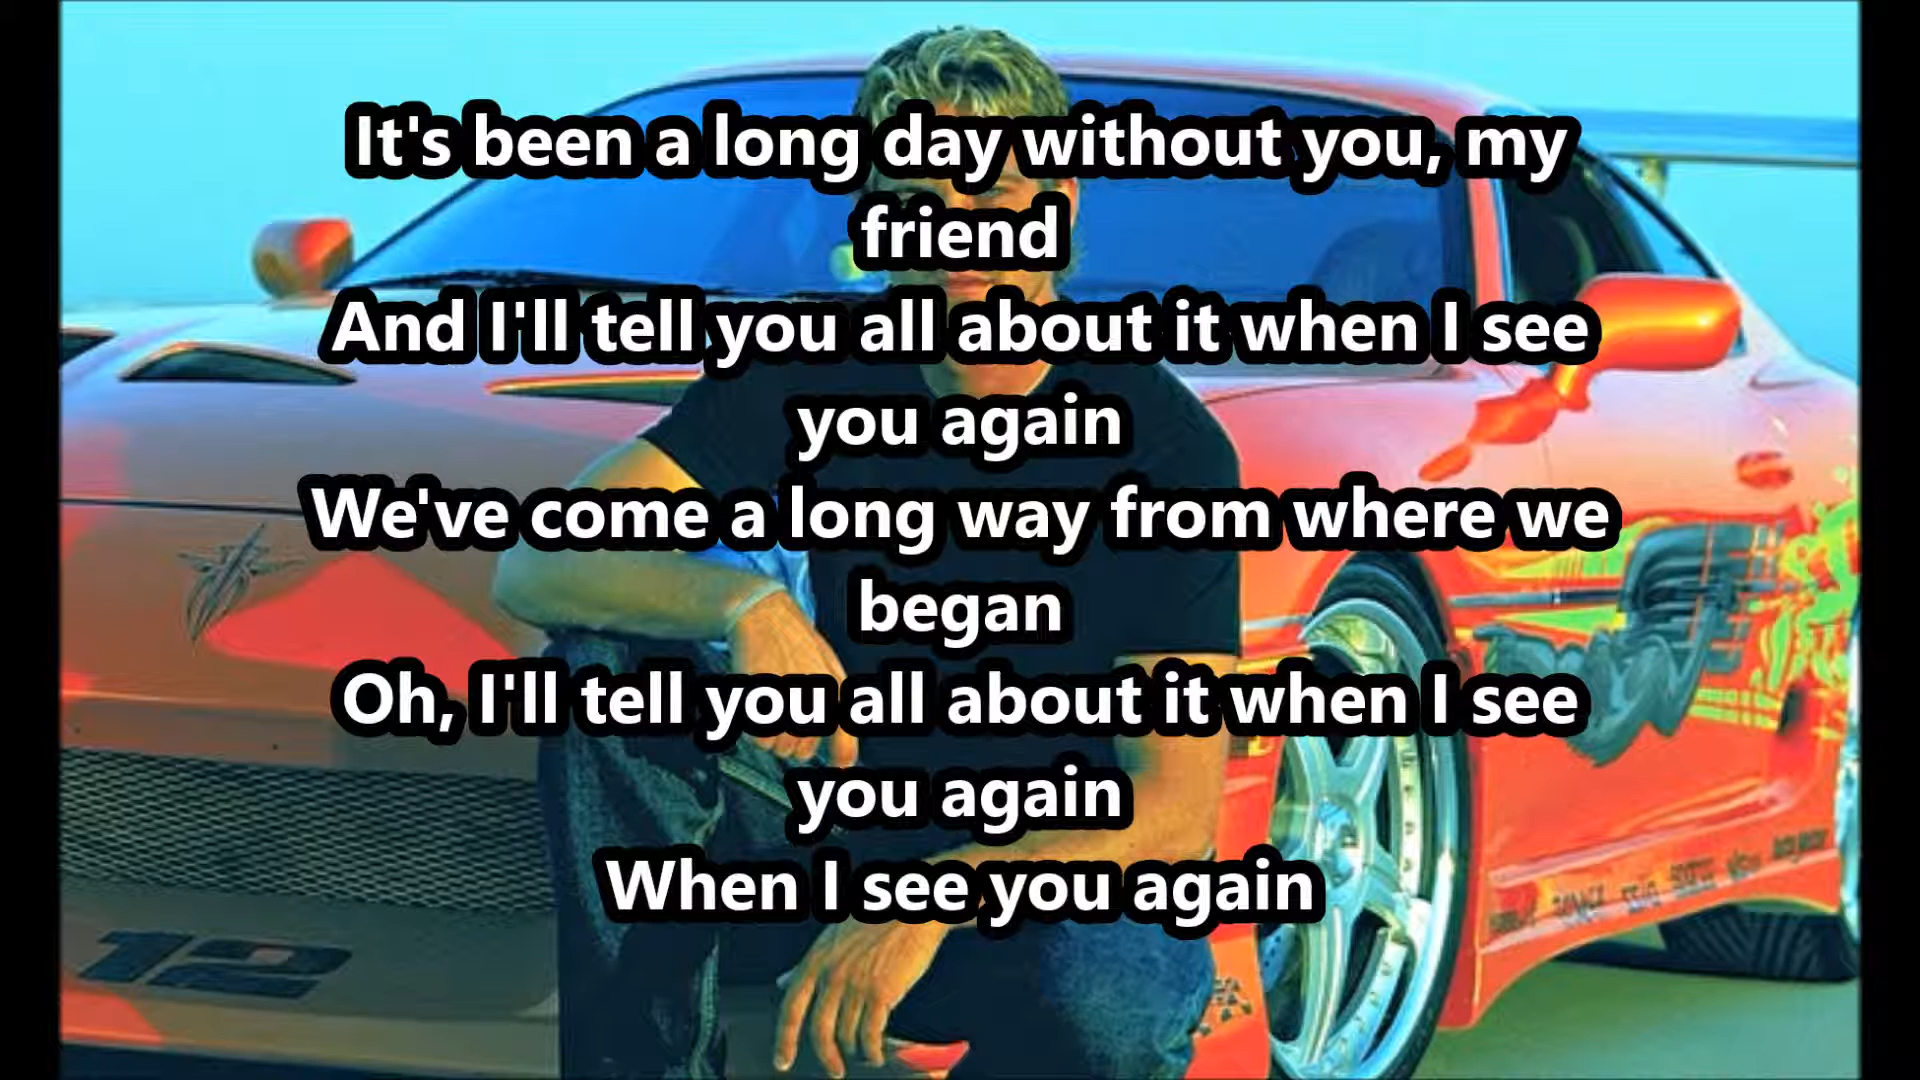 It's been a long day without you, my
friend
And I'll tell you all about it when I see
you again
We've come a long way from where we
began
Oh, I'll tell you all about it when I see
you again
When I see you again
12